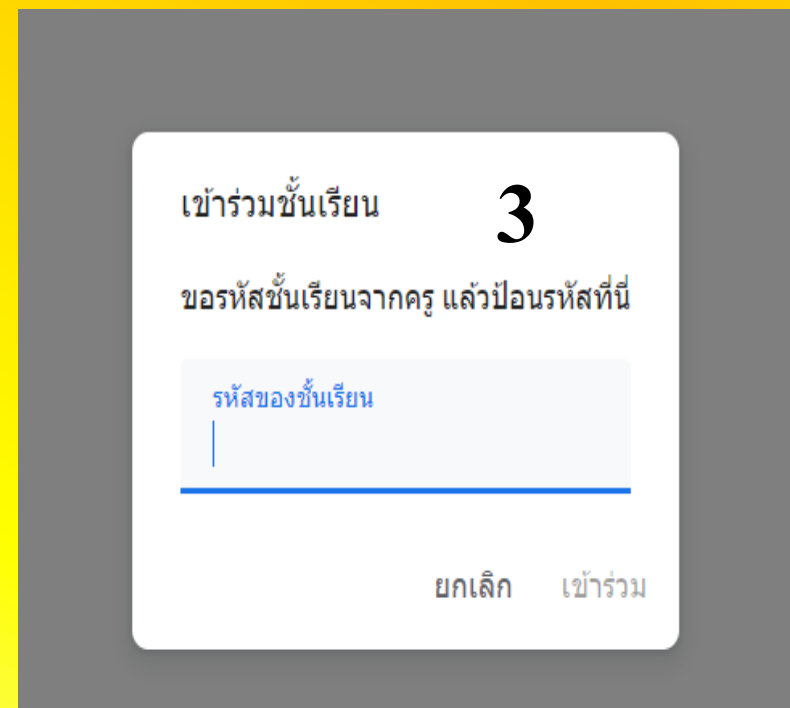 เข้าร่วมชั้นเรียน 3
ขอรหัสชั้นเรียนจากครู แล้วป้อนรหัสที่นี่
รหัสของชั้นเรียน
ยกเลิก เข้าร่วม